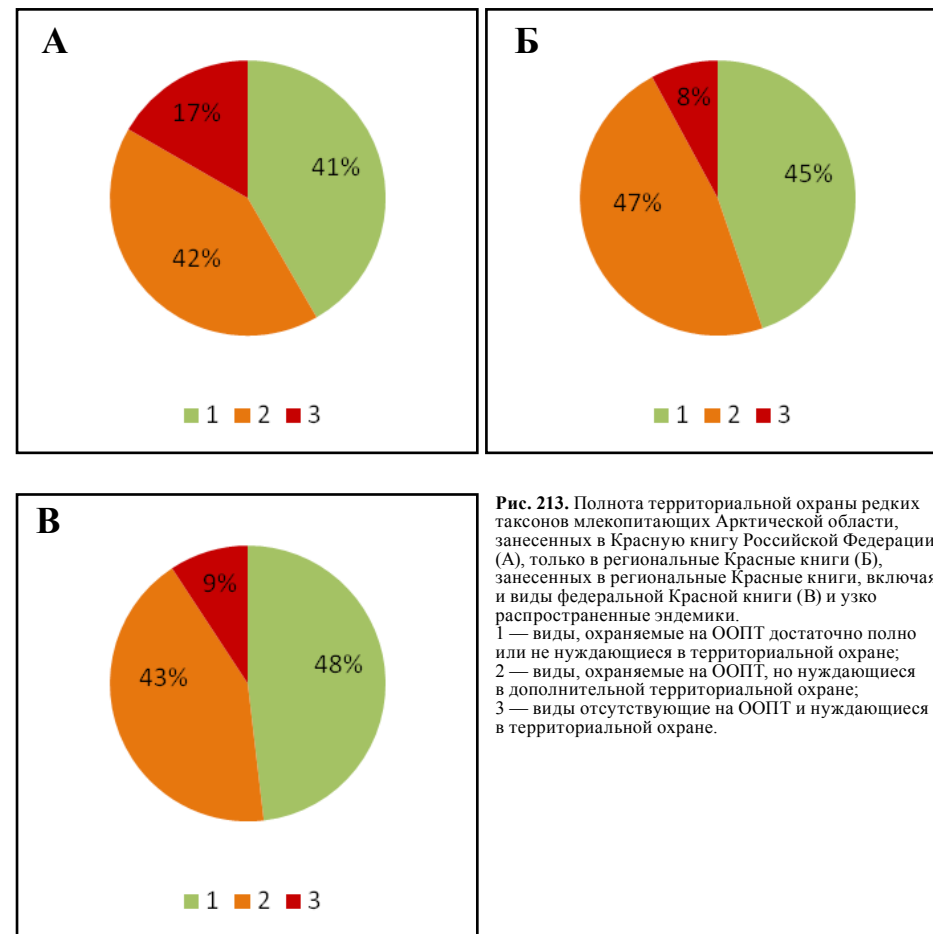 А
17%
41%
42%
1 2 3
Б
8%
45%
47%
1 2 3
В
9%
48%
43%
1 2 3
Рис. 213. Полнота территориальной охраны редких
таксонов млекопитающих Арктической области,
занесенных в Красную книгу Российской Федерации
(А), только в региональные Красные книги (Б),
занесенных в региональные Красные книги, включая
и виды федеральной Красной книги (В) и узко
распространенные эндемики.
1 — виды, охраняемые на ООПТ достаточно полно
или не нуждающиеся в территориальной охране;
2 — виды, охраняемые на ООПТ, но нуждающиеся
в дополнительной территориальной охране;
3 — виды отсутствующие на ООПТ и нуждающиеся
в территориальной охране.